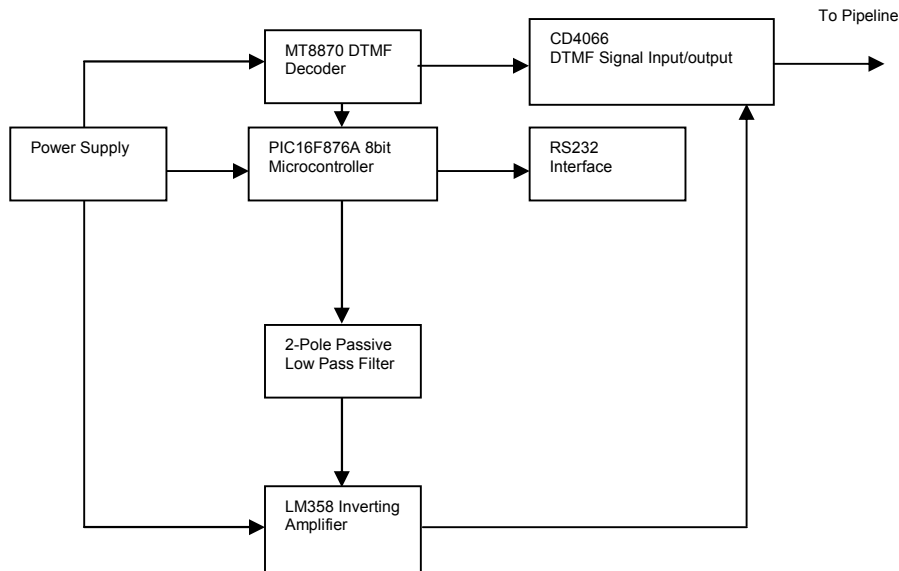 To Pipeline
MT8870 DTMF
Decoder
CD4066
DTMF Signal Input/output
Power Supply
PIC16F876A 8bit
Microcontroller
RS232
Interface
2-Pole Passive
Low Pass Filter
LM358 Inverting
Amplifier